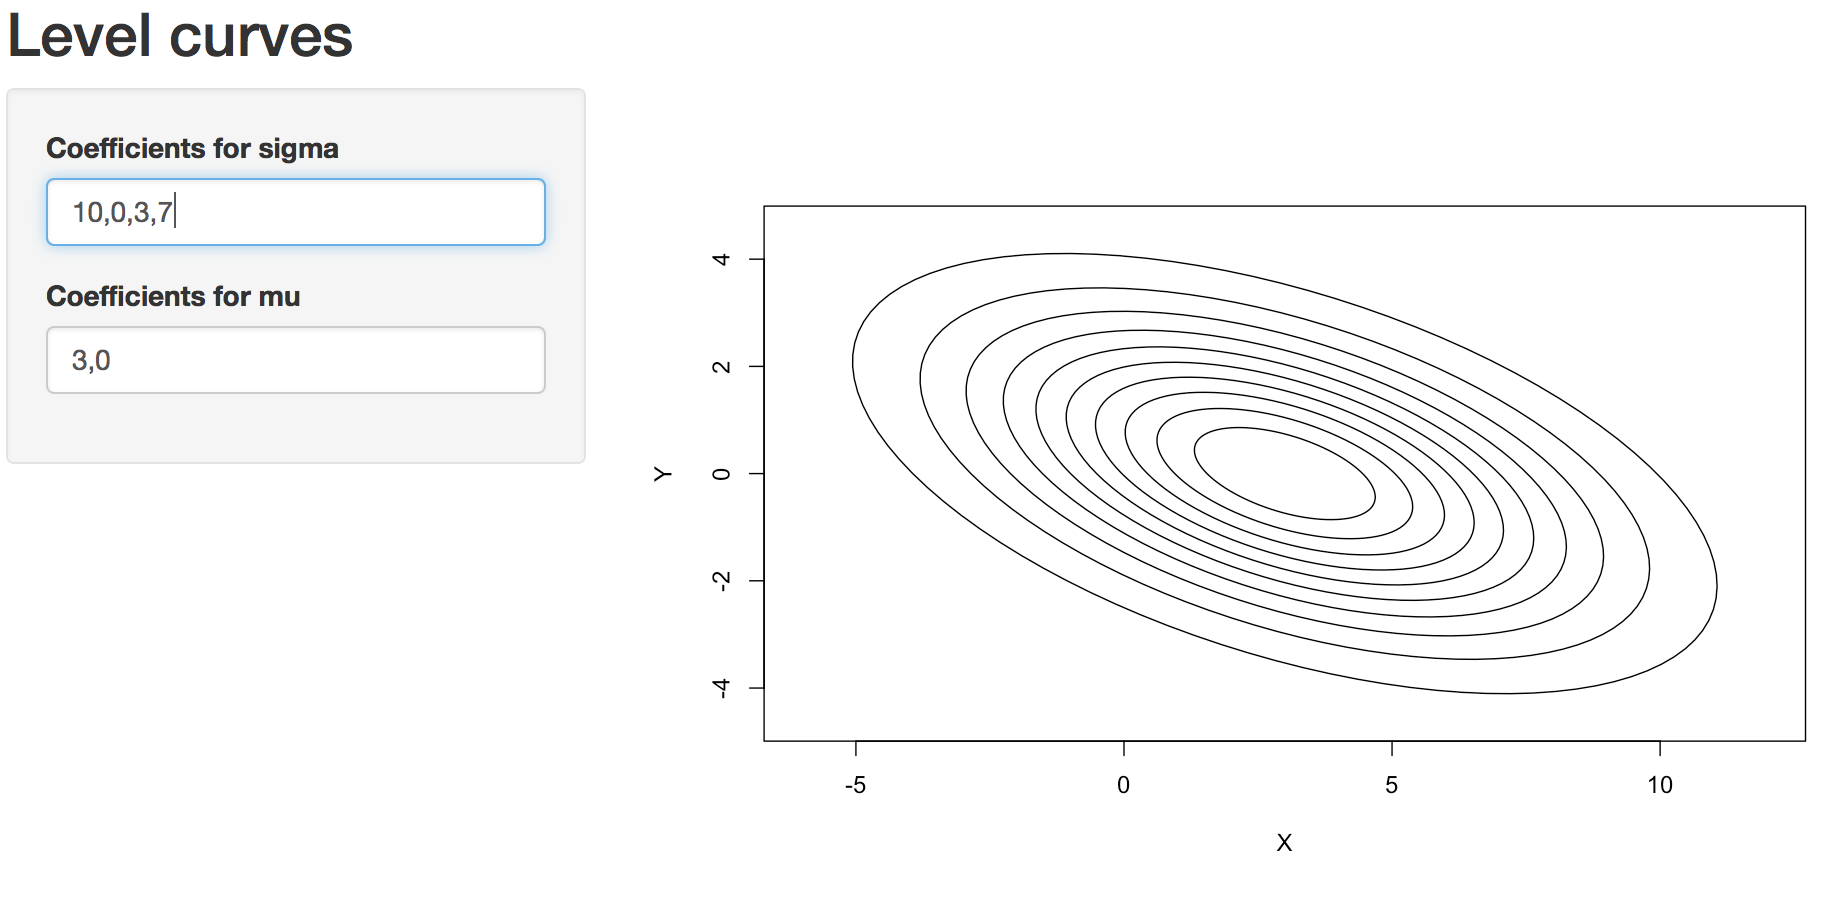 Level curves
Coefficients for sigma
10,0,3,7
Coefficients for mu
3,0
Y
4
2
0
-2
-4
-5 0 5 10
X